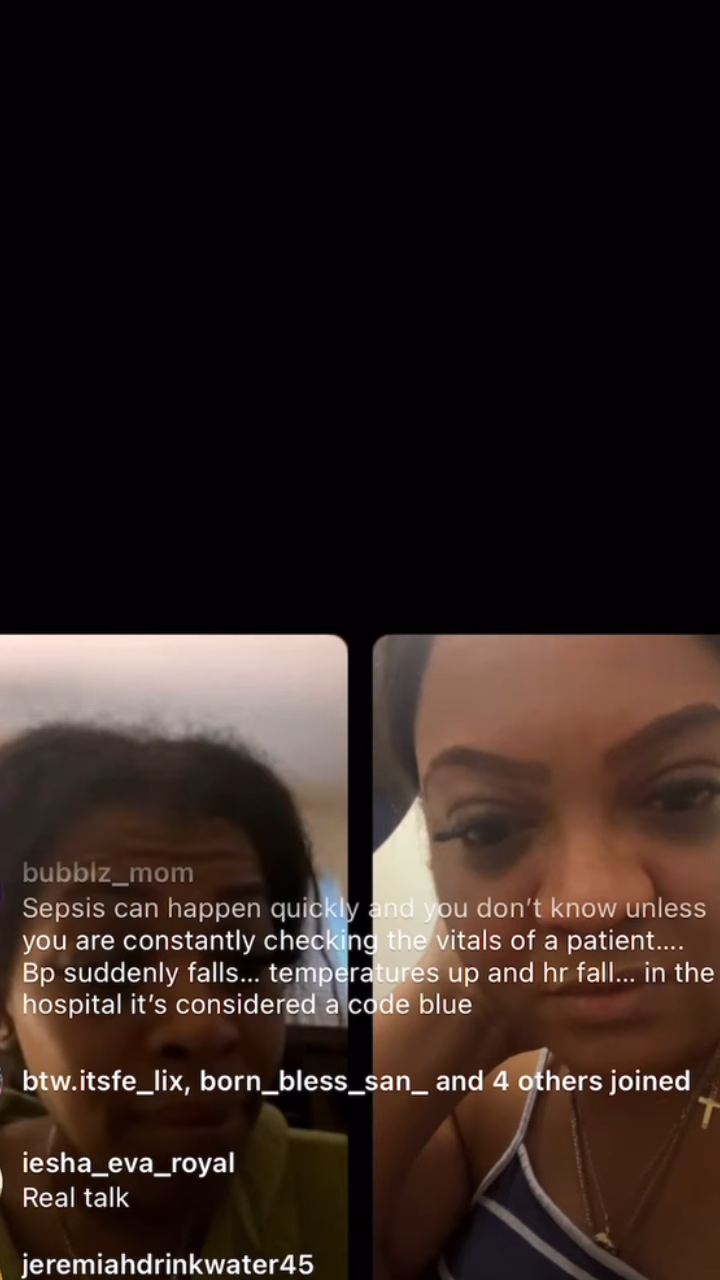 bubblz_mom
Sepsis can happen quickly and you don’t know unless
you are constantly checking the vitals of a patient....
Bp suddenly falls... temperatures up and hr fall... in the
hospital it’s considered a code blue
btw.itsfe_lix, born_bless_san_ and 4 others joined
iesha_eva_royal
Real talk
jeremiahdrinkwater45